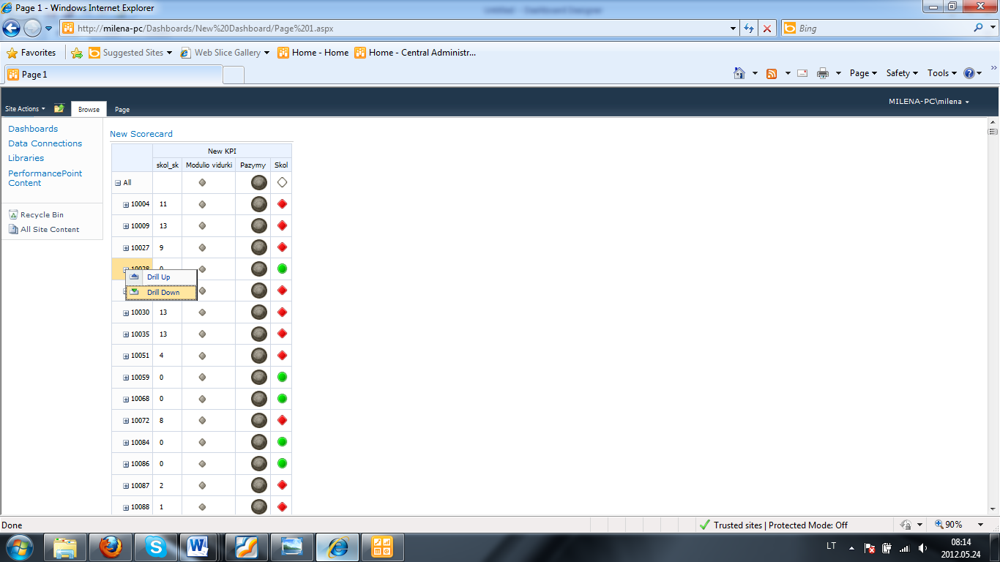 Page 1 - Windows Internet Explorer
http://milena-pc/Dashboards/New%20Dashboard/Page%201.aspx
Bing
Favorites
Suggested Sites
Web Slice Gallery
Home - Home
Home - Central Administr...
Page 1
Page
Safety
Tools
Site Actions
Browse
Page
MILENA-PC\milena
Dashboards
Data Connections
Libraries
PerformancePoint
Content
Recycle Bin
All Site Content
New Scorecard
New KPI
skol_sk Modulio vidurki Pazymy Skol
All
10004 11
10009 13
10027 9
10028 0
Drill Up
Drill Down
10030 13
10035 13
10051 4
10059 0
10068 0
10072 8
10084 0
10086 0
10087 2
10088 1
Done
Trusted sites | Protected Mode: Off
90%
LT
08:14
2012.05.24